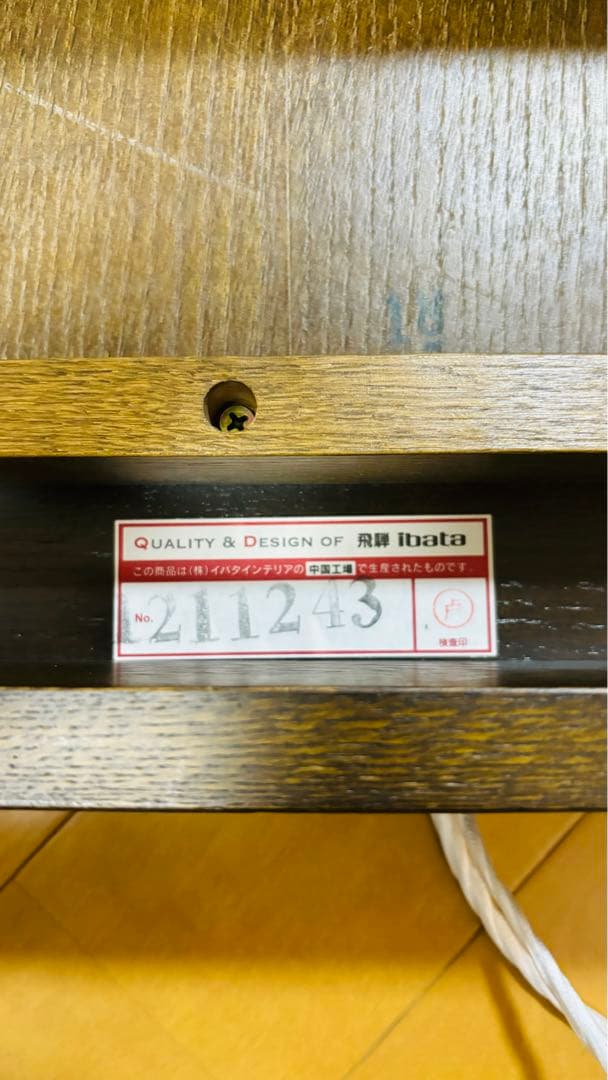 QUALITY & DESIGN OF 飛騨 ibata
この商品は(株)イバタインテリアの中国工場で生産されたものです.
No. 1211243
検査印